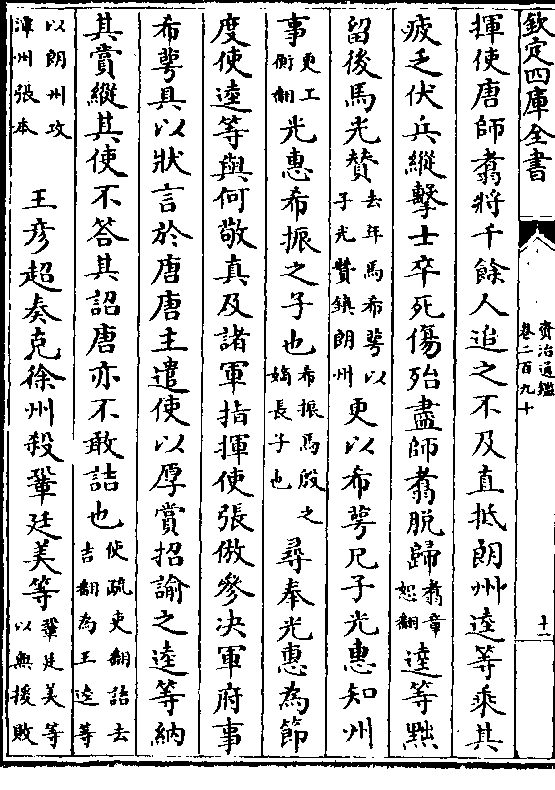 欽定四庫全書
資治通鑑
卷二百九十
十一
揮使唐師翥將千餘人追之不及直抵朗州逵等乘其
疲乏伏兵縱擊士卒死傷殆盡師翥脫歸翥章恕翻逵等黜
留後馬光贊去年馬希萼以子光贊鎮朗州更以希萼兄子光惠知州
事更工衡翻光惠希振之子也希振馬殷之嫡長子也尋奉光惠為節
度使逵等與何敬真及諸軍指揮使張倣參决軍府事
希萼具以狀言於唐唐主遣使以厚賞招諭之逵等納
其賞縱其使不答其詔唐亦不敢詰也使疏吏翻詰去吉翻為王逵等
以朗州攻潭州張本 王彦超奏克徐州殺鞏廷美等鞏廷美等以無援敗